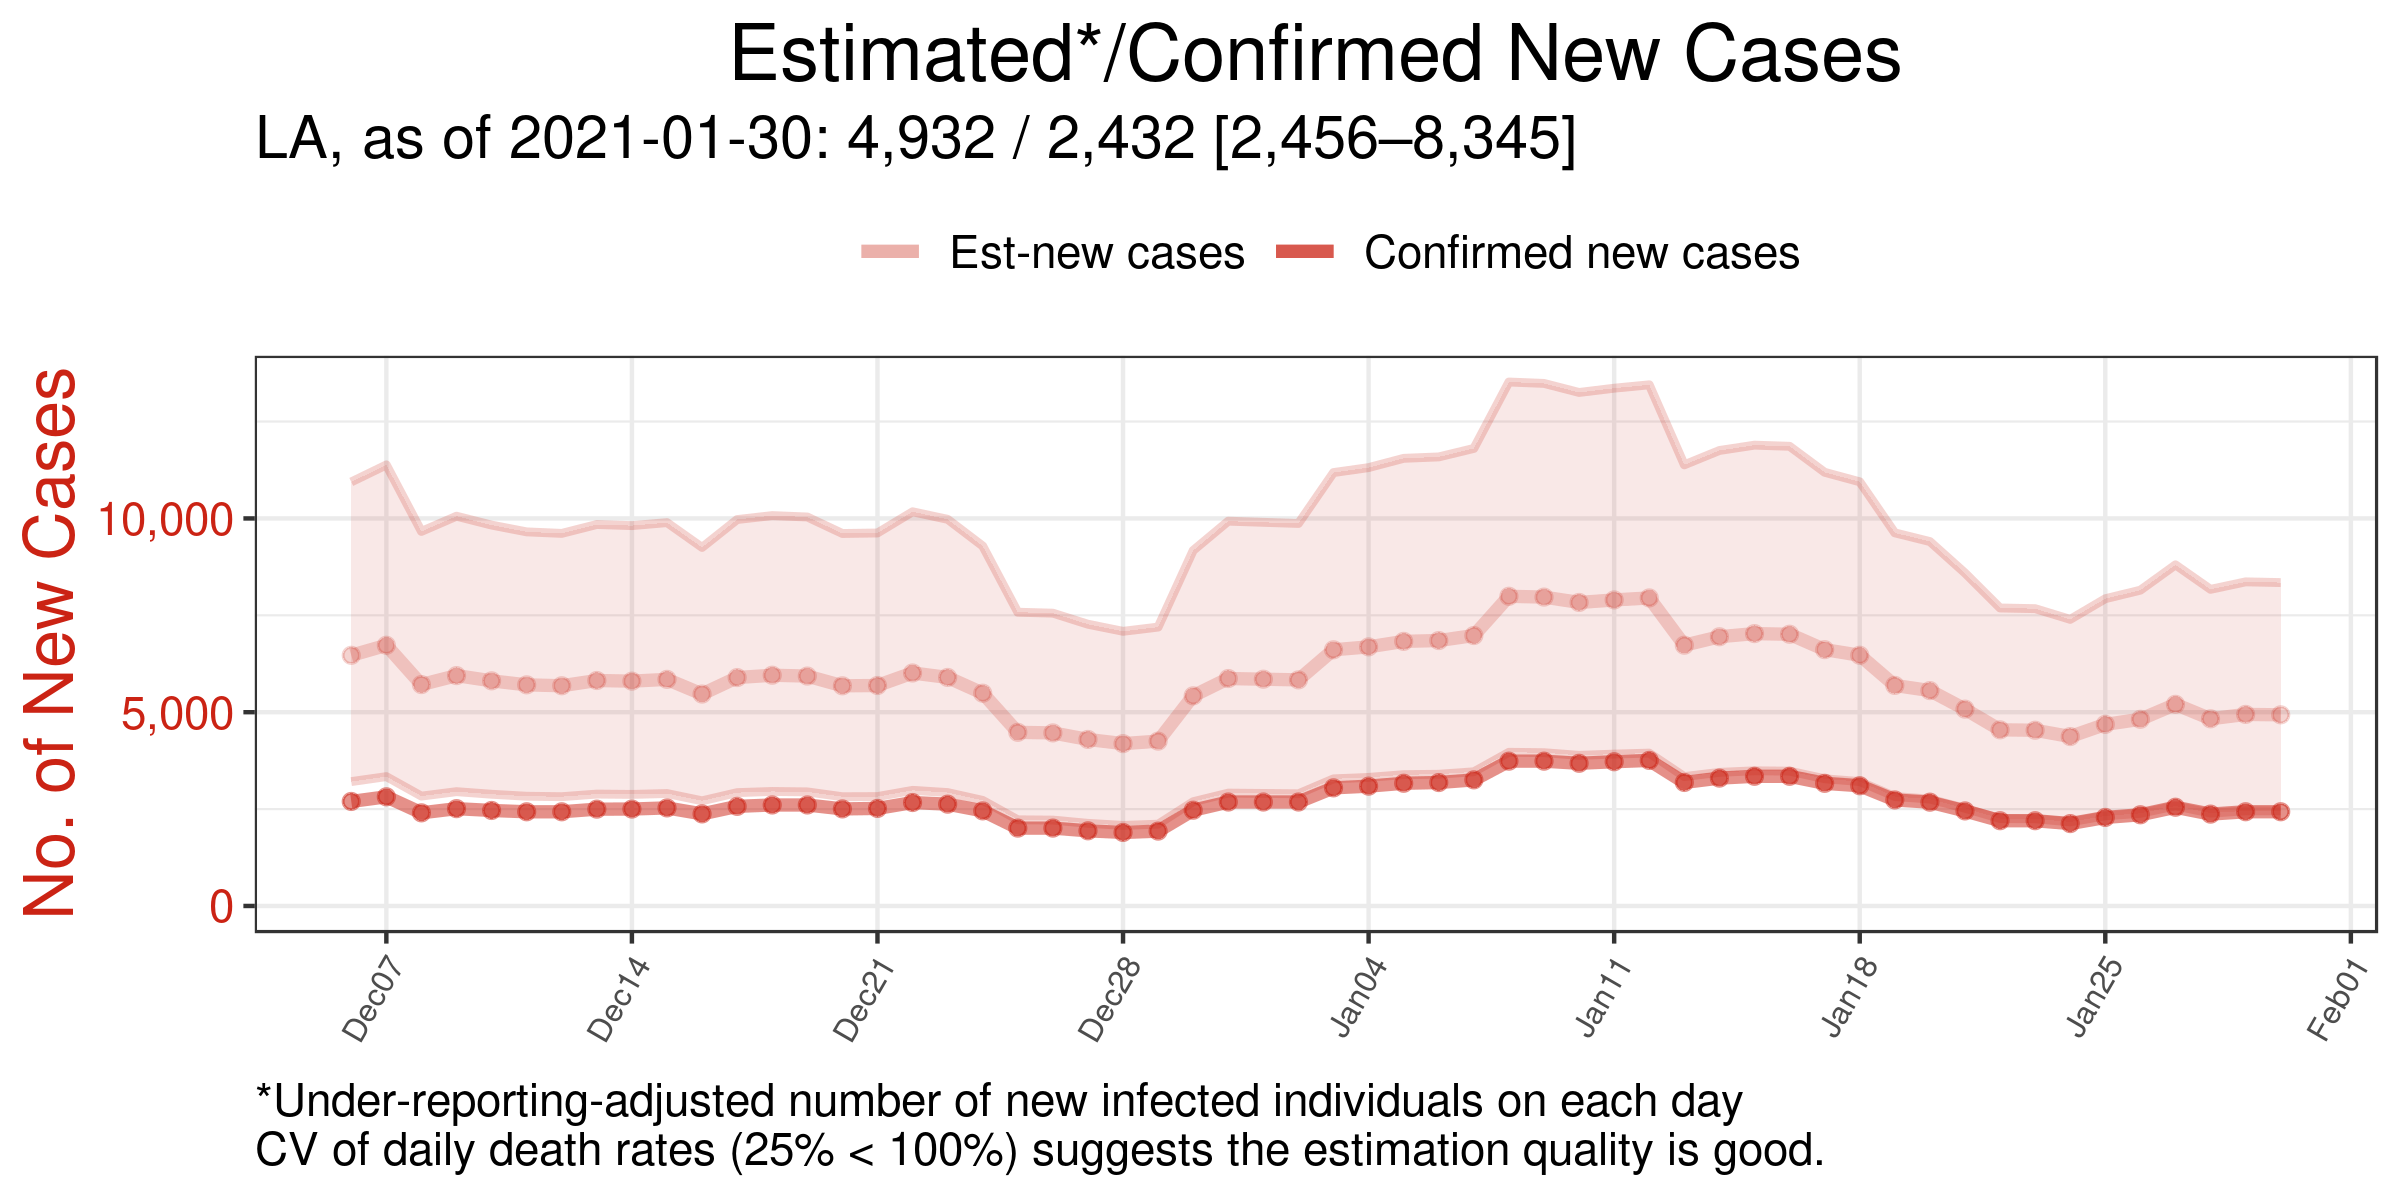 Estimated*/Confirmed New Cases
LA, as of 2021-01-30: 4,932 / 2,432 [2,456–8,345]
Est-new cases
Confirmed new cases
No. of New Cases
10,000
5,000
0
Dec07
Dec14
Dec21
Dec28
Jan04
Jan11
Jan18
Jan25
Feb01
*Under-reporting-adjusted number of new infected individuals on each day
CV of daily death rates (25% < 100%) suggests the estimation quality is good.